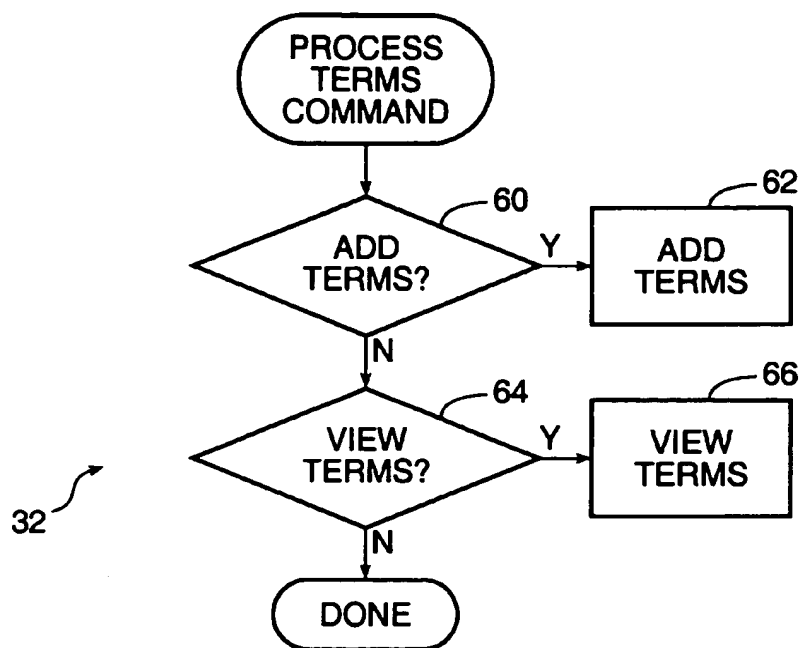 PROCESS
TERMS
COMMAND
60
62
ADD
TERMS?
Y
ADD
TERMS
N
64
66
VIEW
TERMS?
Y
VIEW
TERMS
32
N
DONE